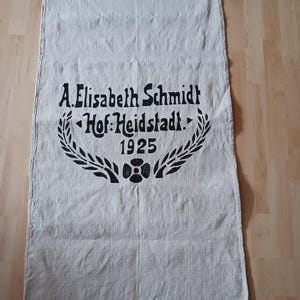 A. Elisabeth Schmidt
Hof: Heidstadt.
1925